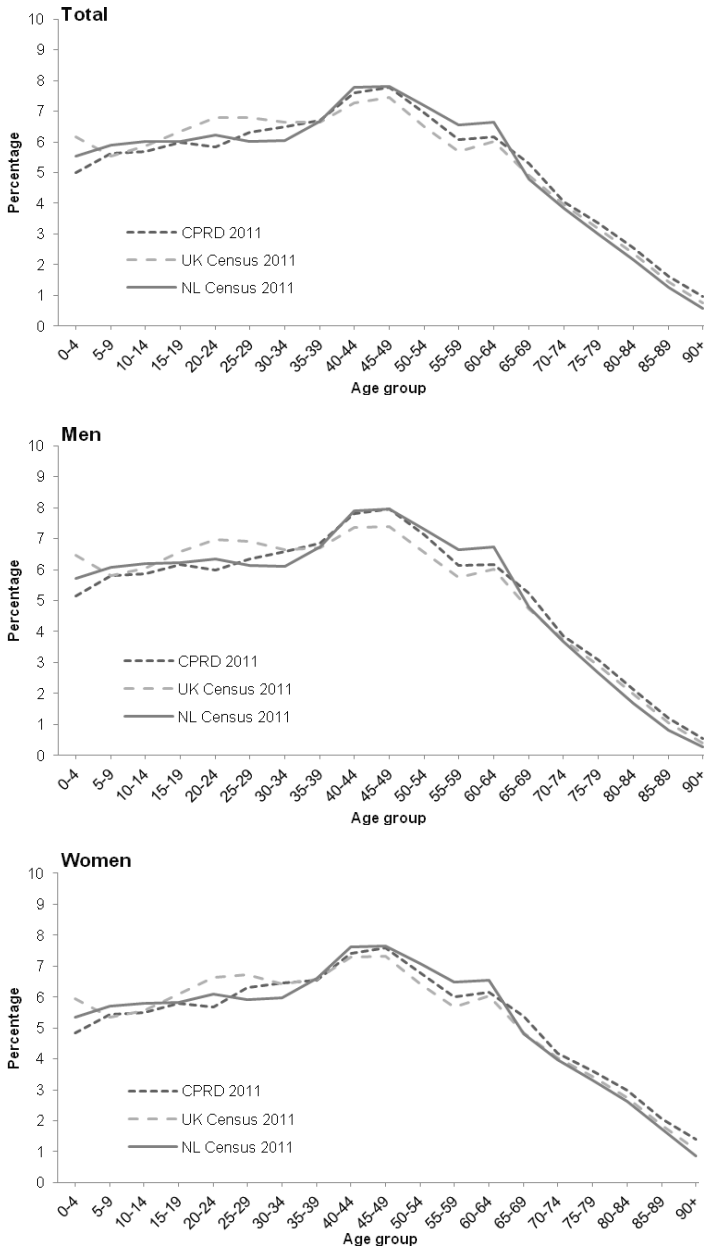 Total
10
9
8
7
6
5
4
3
2
1
0
Percentage
CPRD 2011
UK Census 2011
NL Census 2011
0-4 5-9 10-14 15-19 20-24 25-29 30-34 35-39 40-44 45-49 50-54 55-59 60-64 65-69 70-74 75-79 80-84 85-89 90+
Age group
Men
10
9
8
7
6
5
4
3
2
1
0
Percentage
CPRD 2011
UK Census 2011
NL Census 2011
0-4 5-9 10-14 15-19 20-24 25-29 30-34 35-39 40-44 45-49 50-54 55-59 60-64 65-69 70-74 75-79 80-84 85-89 90+
Age group
Women
10
9
8
7
6
5
4
3
2
1
0
Percentage
CPRD 2011
UK Census 2011
NL Census 2011
0-4 5-9 10-14 15-19 20-24 25-29 30-34 35-39 40-44 45-49 50-54 55-59 60-64 65-69 70-74 75-79 80-84 85-89 90+
Age group